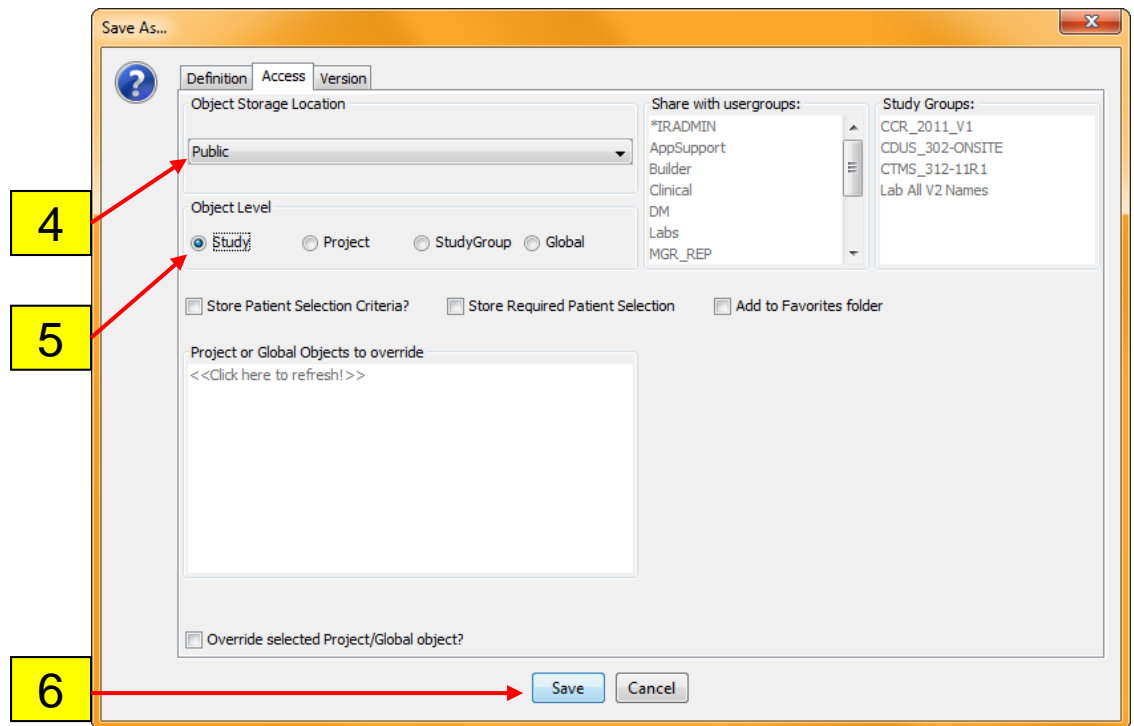 Save As...
x
?
Definition Access Version
Object Storage Location
Public
Share with usergroups:
*IRADMIN
AppSupport
Builder
Clinical
DM
Labs
MGR_REP
Study Groups:
CCR_2011_V1
CDUS_302-ONSITE
CTMS_312-11R1
Lab All V2 Names
4
Object Level
Study Project StudyGroup Global
5
Store Patient Selection Criteria? Store Required Patient Selection Add to Favorites folder
Project or Global Objects to override
<<Click here to refresh!>>
Override selected Project/Global object?
6
Save Cancel